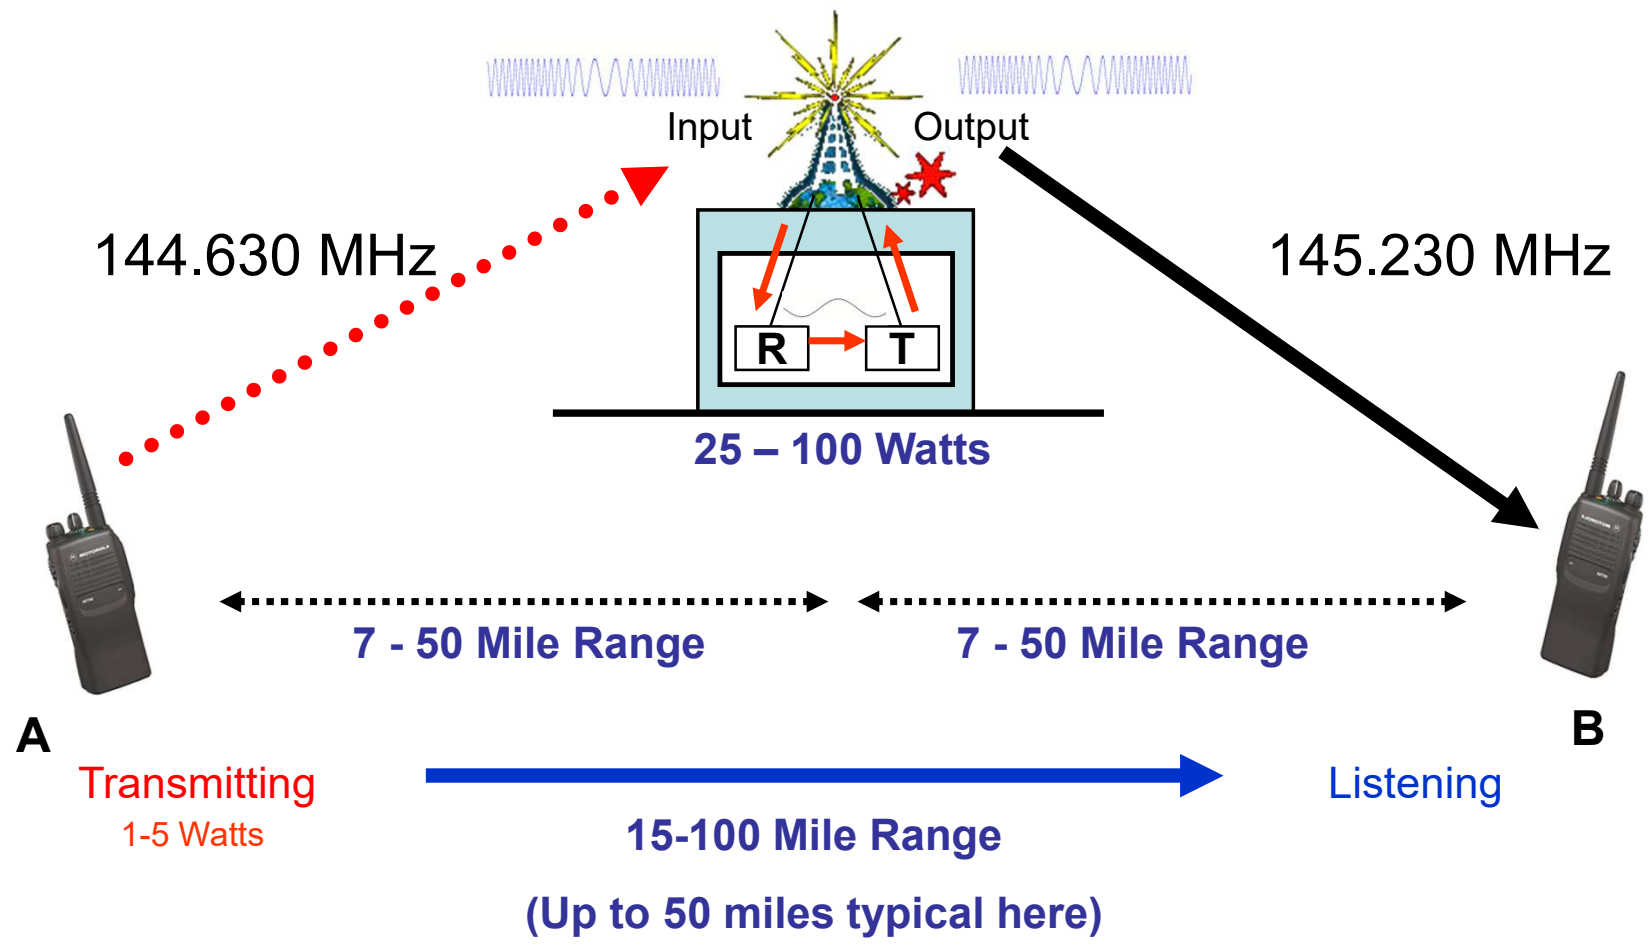 Input
Output
144.630 MHz
145.230 MHz
R
T
25 – 100 Watts
MOTOROLA
7 - 50 Mile Range
7 - 50 Mile Range
A
B
Transmitting
Listening
1-5 Watts
15-100 Mile Range
(Up to 50 miles typical here)